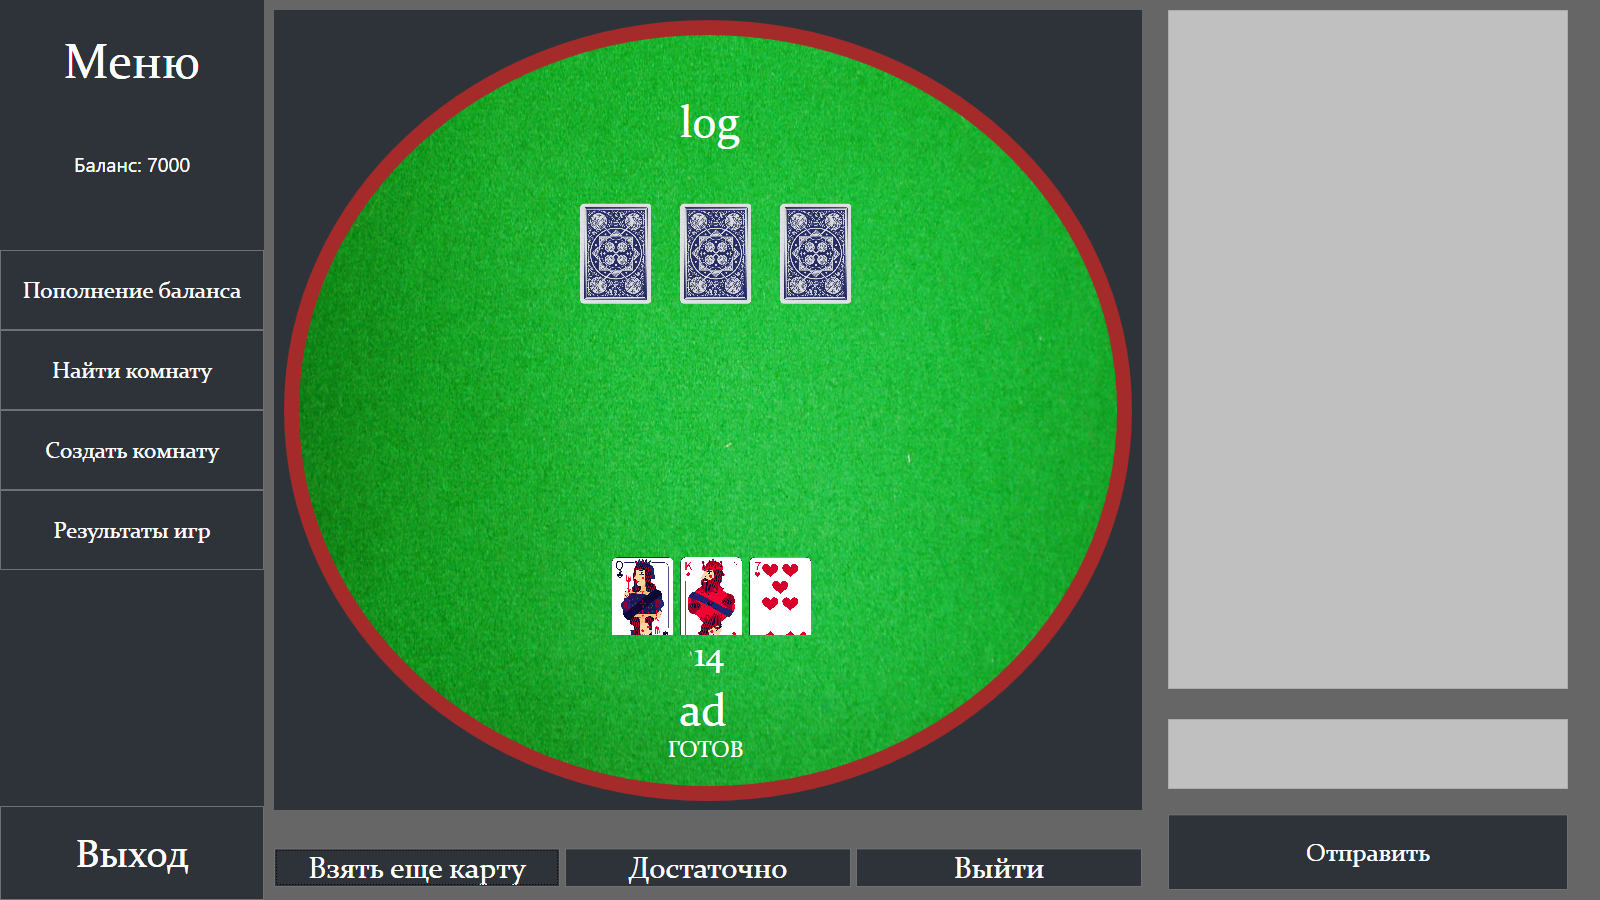 Меню
Баланс: 7000
Пополнение баланса
Найти комнату
Создать комнату
Результаты игр
Выход
log
Q
K
7
14
ad
ГОТОВ
Взять еще карту
Достаточно
Выйти
Отправить